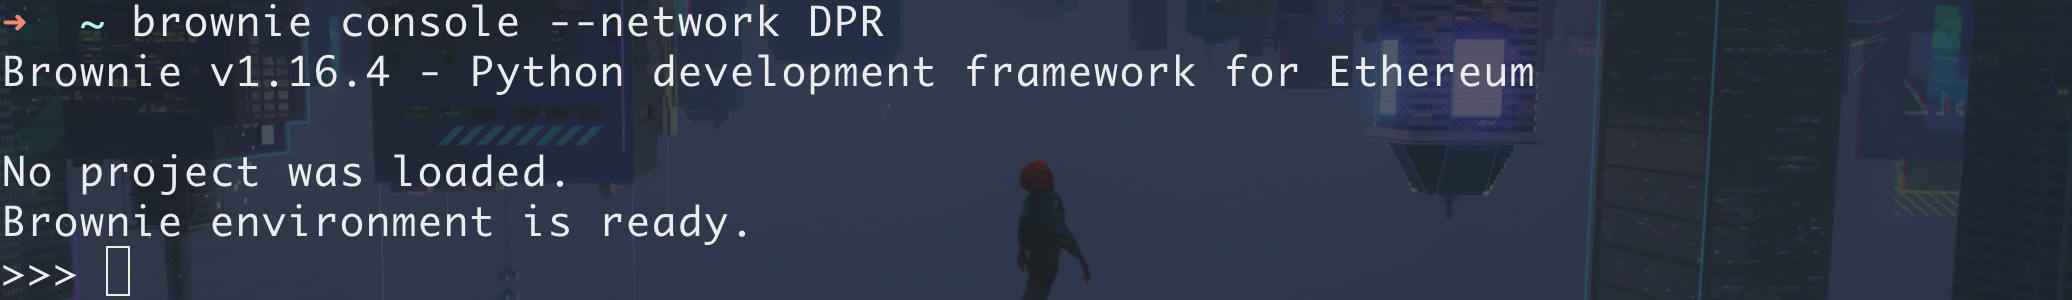 ➜ ~ brownie console --network DPR
Brownie v1.16.4 - Python development framework for Ethereum
No project was loaded.
Brownie environment is ready.
>>>